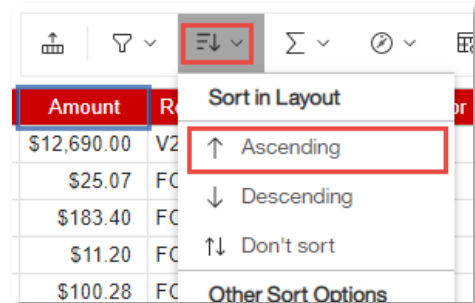 Amount
Sort in Layout
$12,690.00 V2
Ascending
$25.07 FC
Descending
$183.40 FC
$11.20 FC
Don't sort
$100.28 FC
Other Sort Options